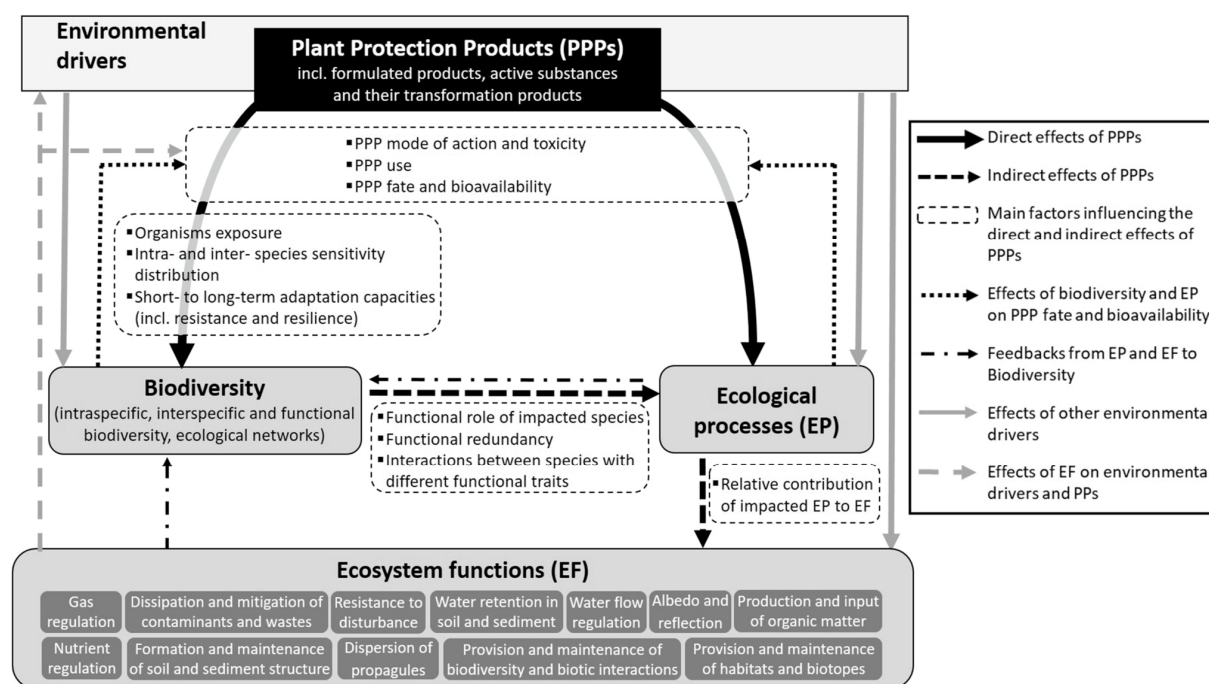 Environmental
drivers
Plant Protection Products (PPPs)
incl. formulated products, active substances
and their transformation products
▪PPP mode of action and toxicity
▪PPP use
▪PPP fate and bioavailability
▪Organisms exposure
▪Intra- and inter- species sensitivity
distribution
▪Short- to long-term adaptation capacities
(incl. resistance and resilience)
Biodiversity
(intraspecific, interspecific and functional
biodiversity, ecological networks)
▪Functional role of impacted species
▪Functional redundancy
▪Interactions between species with
different functional traits
Ecological
processes (EP)
▪Relative contribution
of impacted EP to EF
Ecosystem functions (EF)
Gas
regulation
Dissipation and mitigation of
contaminants and wastes
Resistance to
disturbance
Water retention in
soil and sediment
Water flow
regulation
Albedo and
reflection
Production and input
of organic matter
Nutrient
regulation
Formation and maintenance
of soil and sediment structure
Dispersion of
propagules
Provision and maintenance of
biodiversity and biotic interactions
Provision and maintenance
of habitats and biotopes
Direct effects of PPPs
Indirect effects of PPPs
Main factors influencing the
direct and indirect effects of
PPPs
Effects of biodiversity and EP
on PPP fate and bioavailability
Feedbacks from EP and EF to
Biodiversity
Effects of other environmenta
drivers
Effects of EF on environmenta
drivers and PPs